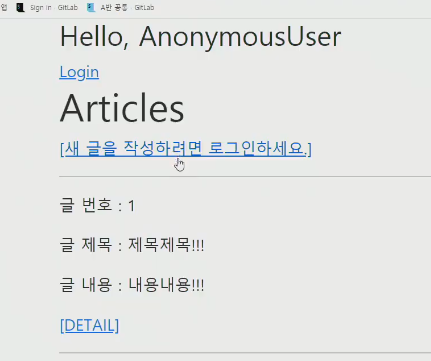 앱 Sign in · GitLab A반 공통 · GitLab
Hello, AnonymousUser
Login
Articles
[새 글을 작성하려면 로그인하세요.]
글 번호 : 1
글 제목 : 제목제목!!!
글 내용 : 내용내용!!!
[DETAIL]